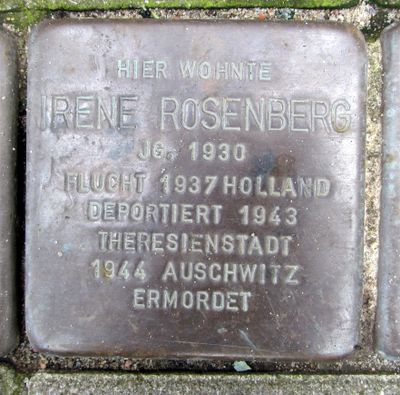 HIER WOHNTE
IRENE ROSENBERG
JG. 1930
FLUCHT 1937 HOLLAND
DEPORTIERT 1943
THERESIENSTADT
1944 AUSCHWITZ
ERMORDET